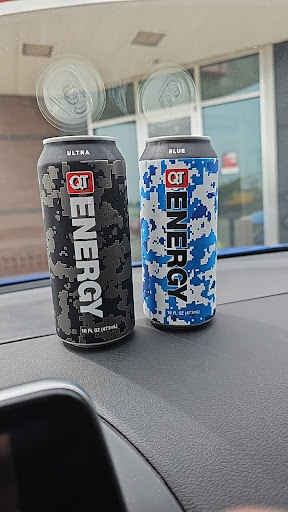 ULTRA
QT
ENERGY
16 FL OZ (473mL)
BLUE
QT
ENERGY
16 FL OZ (473mL)